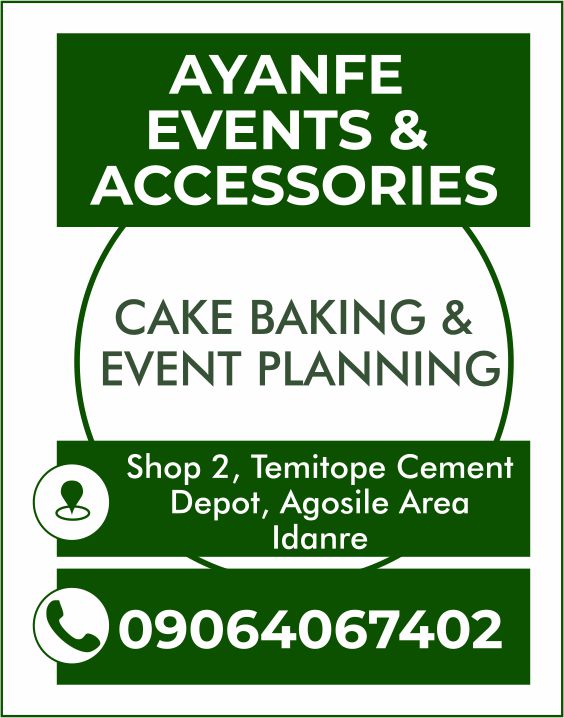 AYANFE
EVENTS &
ACCESSORIES
CAKE BAKING &
EVENT PLANNING
Shop 2, Temitope Cement
Depot, Agosile Area
Idanre
09064067402